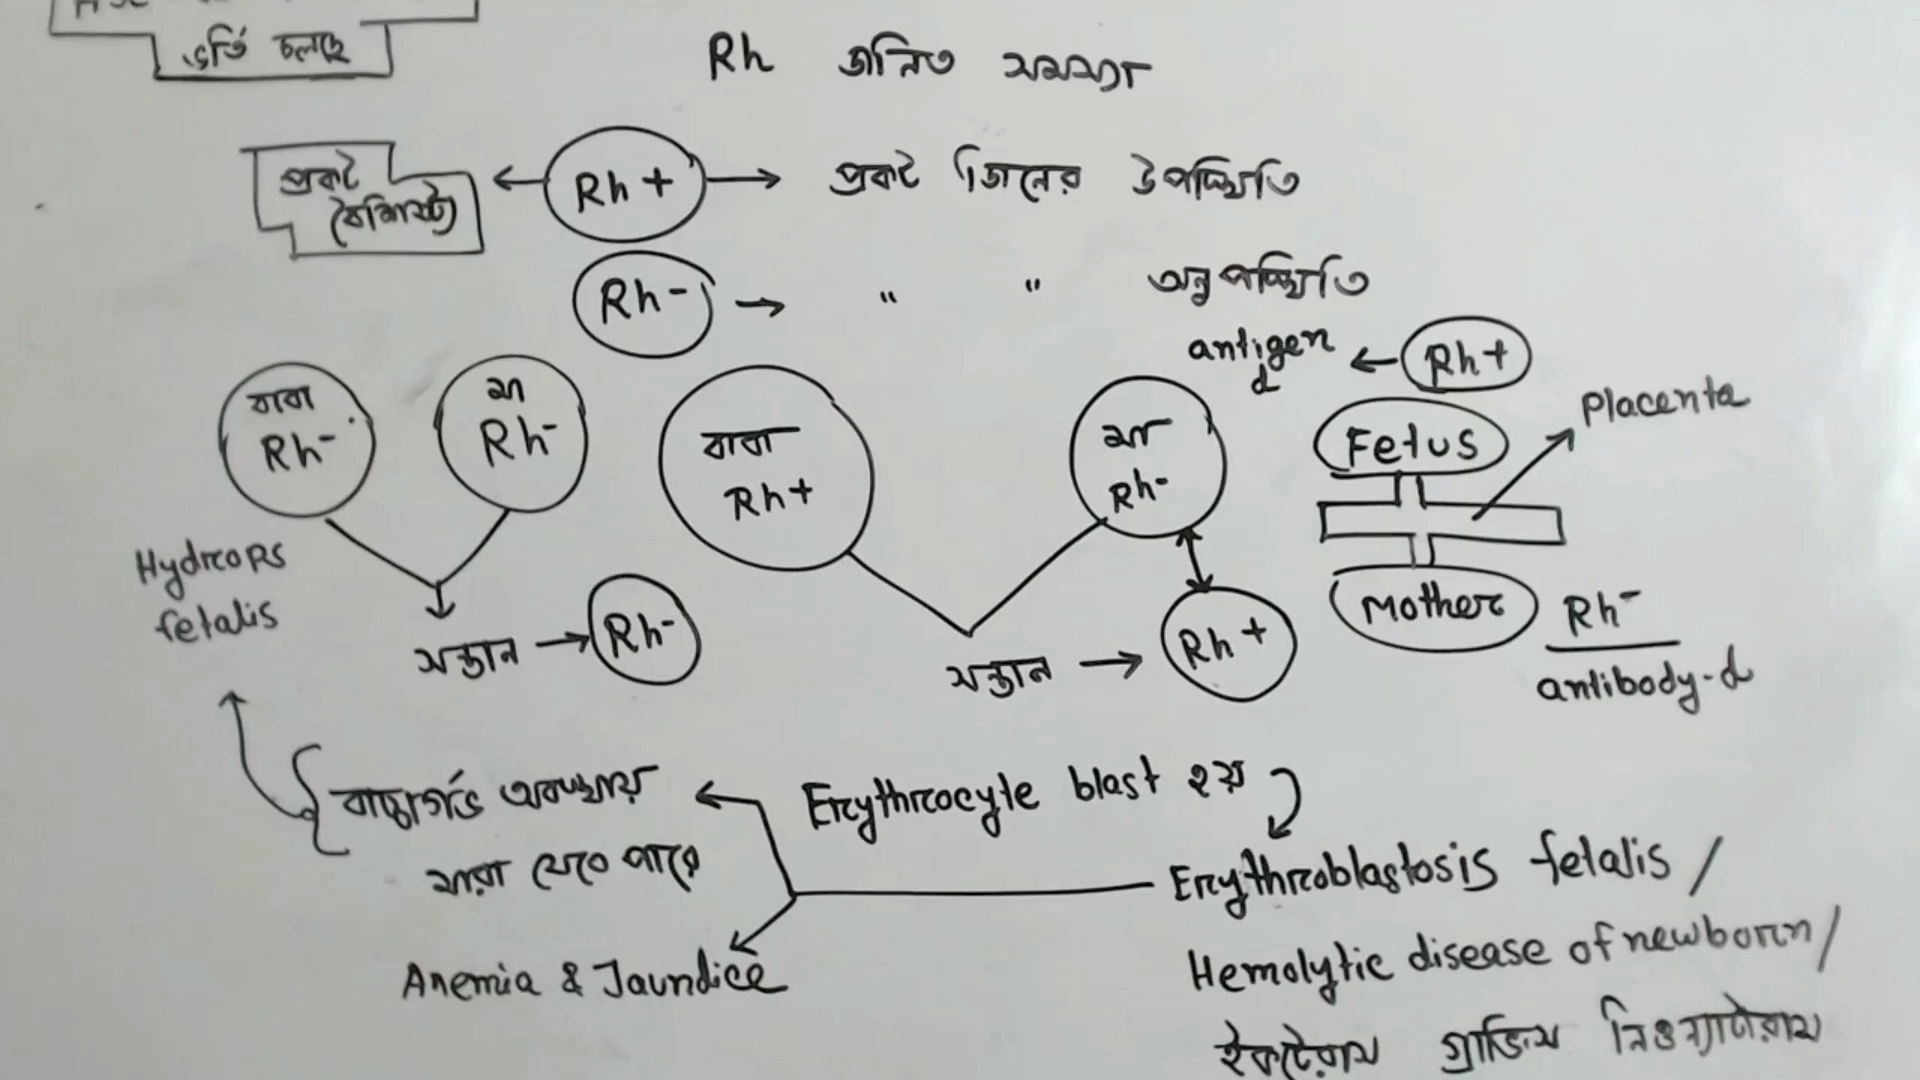 ভর্তি চলছে
Rh জনিত সমস্যা
প্রকট বৈশিষ্ট্য
Rh+ → প্রকট জিনের উপস্থিতি
Rh- → " " অনুপস্থিতি
antigen d ← Rh+
বাবা Rh-
মা Rh-
বাবা Rh+
মা Rh-
Fetus
Placenta
Hydrops fetalis
সন্তান → Rh-
সন্তান → Rh+
Mother
Rh-
antibody-d
বাচ্চা গর্ভ অবস্থায়
মারা যেতে পারে
Erythrocyte blast হয়
Erythroblastosis fetalis /
Anemia & Jaundice
Hemolytic disease of newborn/
ইকটেরাস গ্রাভিস নিওন্যাটোরাম